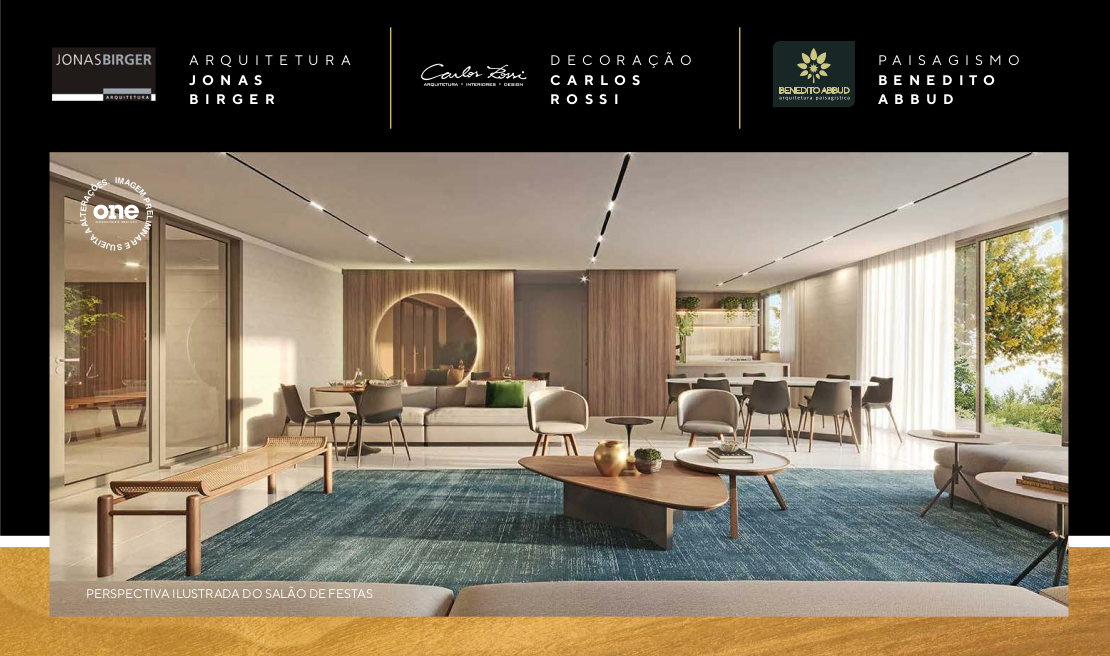 JONASBIRGER
ARQUITETURA
ARQUITETURA
JONAS
BIRGER
Carlos Rossi
ARQUITETURA • INTERIORES • DESIGN
DECORAÇÃO
CARLOS
ROSSI
BENEDITO ABBUD
arquitetura paisagística
PAISAGISMO
BENEDITO
ABBUD
IMAGEM PRELIMINAR E SUJEITA A ALTERAÇÕES.
one
PERSPECTIVA ILUSTRADA DO SALÃO DE FESTAS